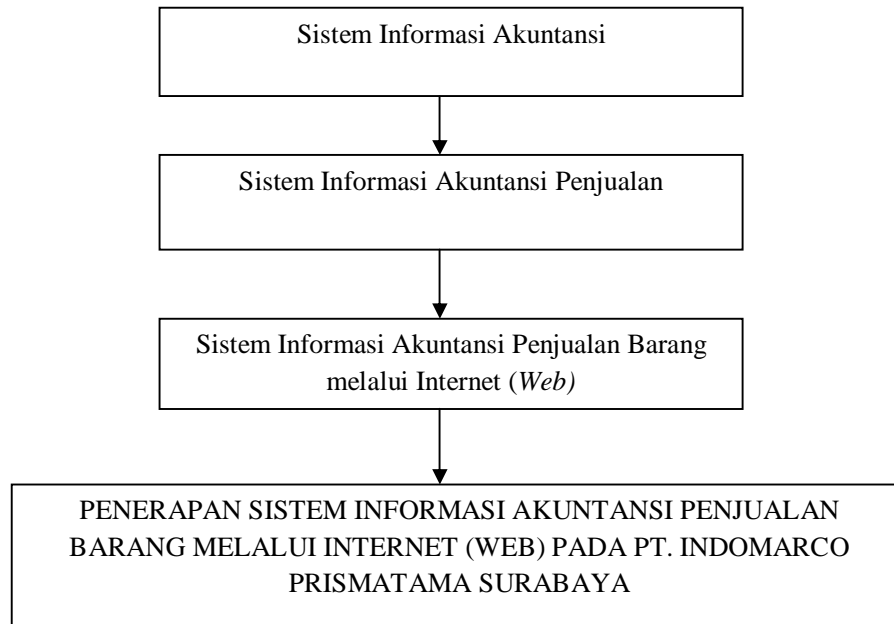 Sistem Informasi Akuntansi
Sistem Informasi Akuntansi Penjualan
Sistem Informasi Akuntansi Penjualan Barang
melalui Internet (Web)
PENERAPAN SISTEM INFORMASI AKUNTANSI PENJUALAN
BARANG MELALUI INTERNET (WEB) PADA PT. INDOMARCO
PRISMATAMA SURABAYA